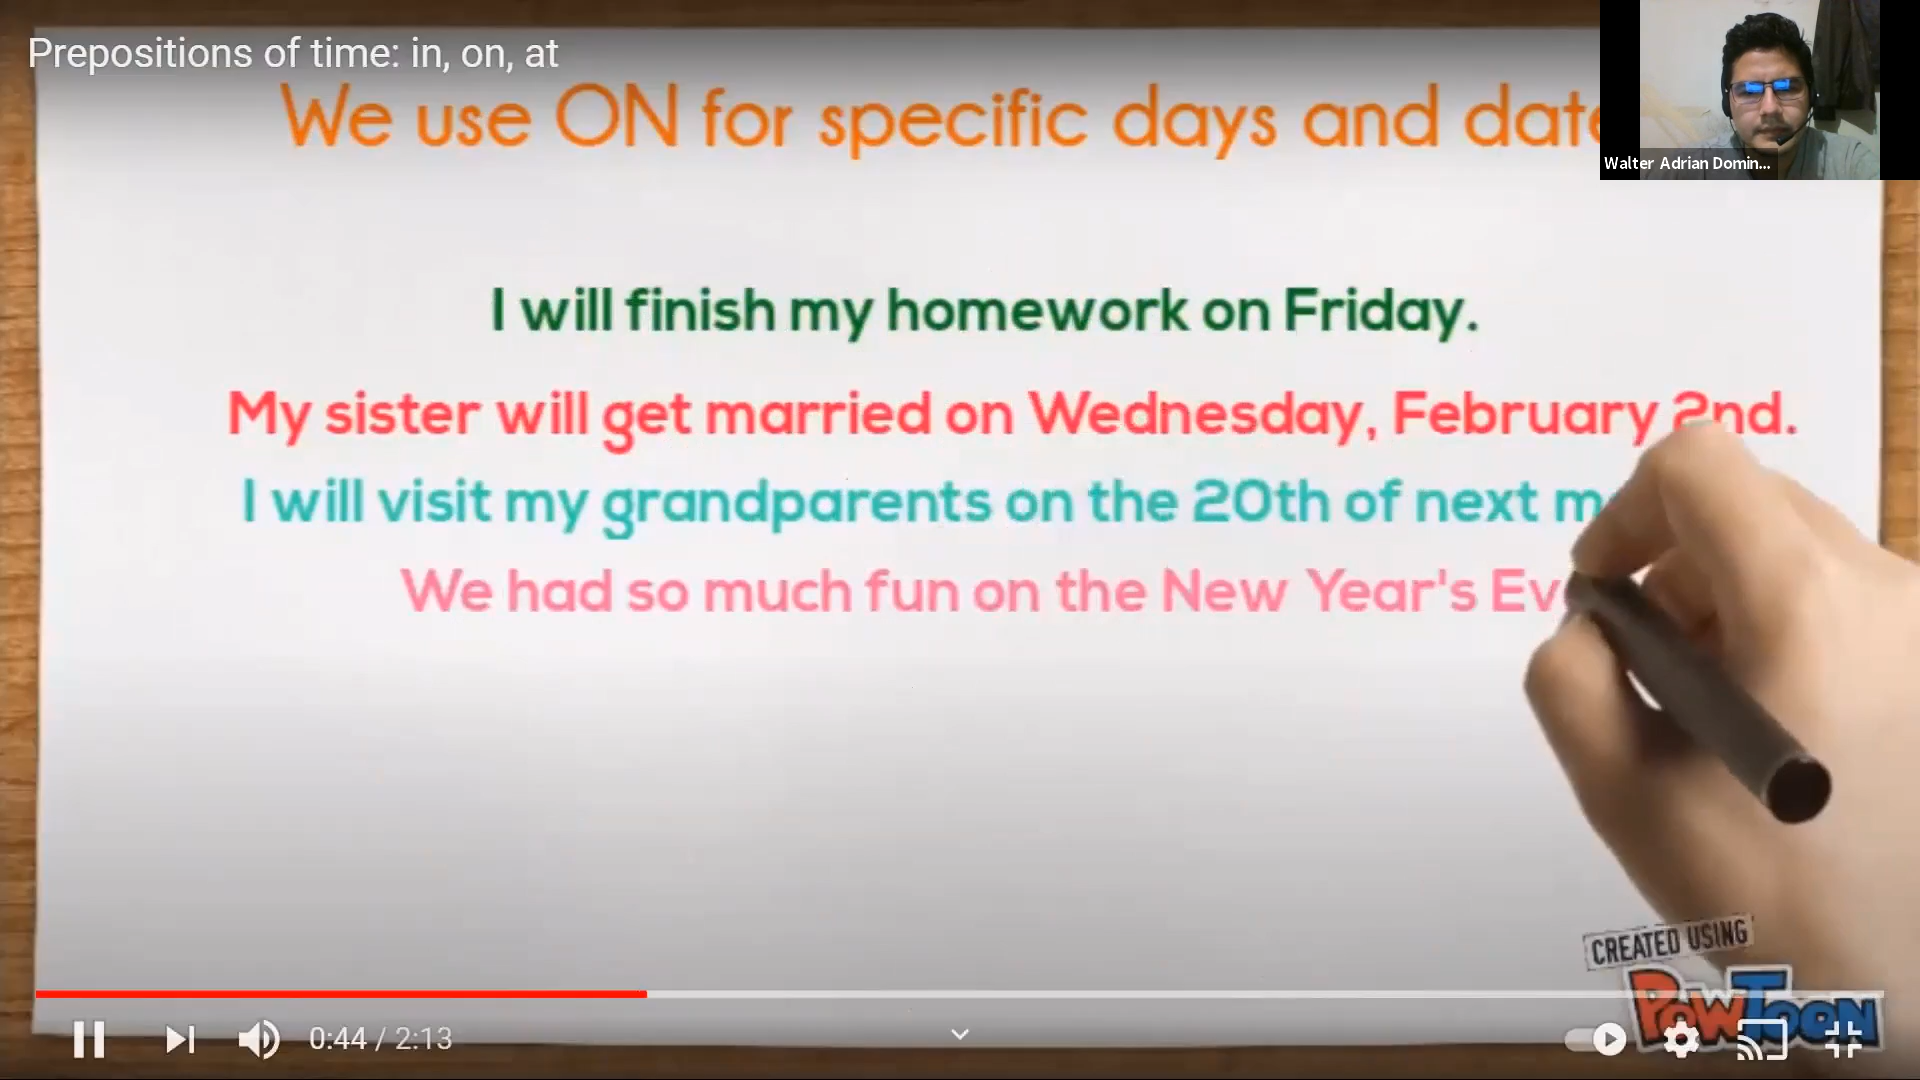 Prepositions of time: in, on, at
We use ON for specific days and date
Walter Adrian Domin...
I will finish my homework on Friday.
My sister will get married on Wednesday, February 2nd.
I will visit my grandparents on the 20th of next
We had so much fun on the New Year's
CREATED USING
POWTOON
0:44 / 2:13